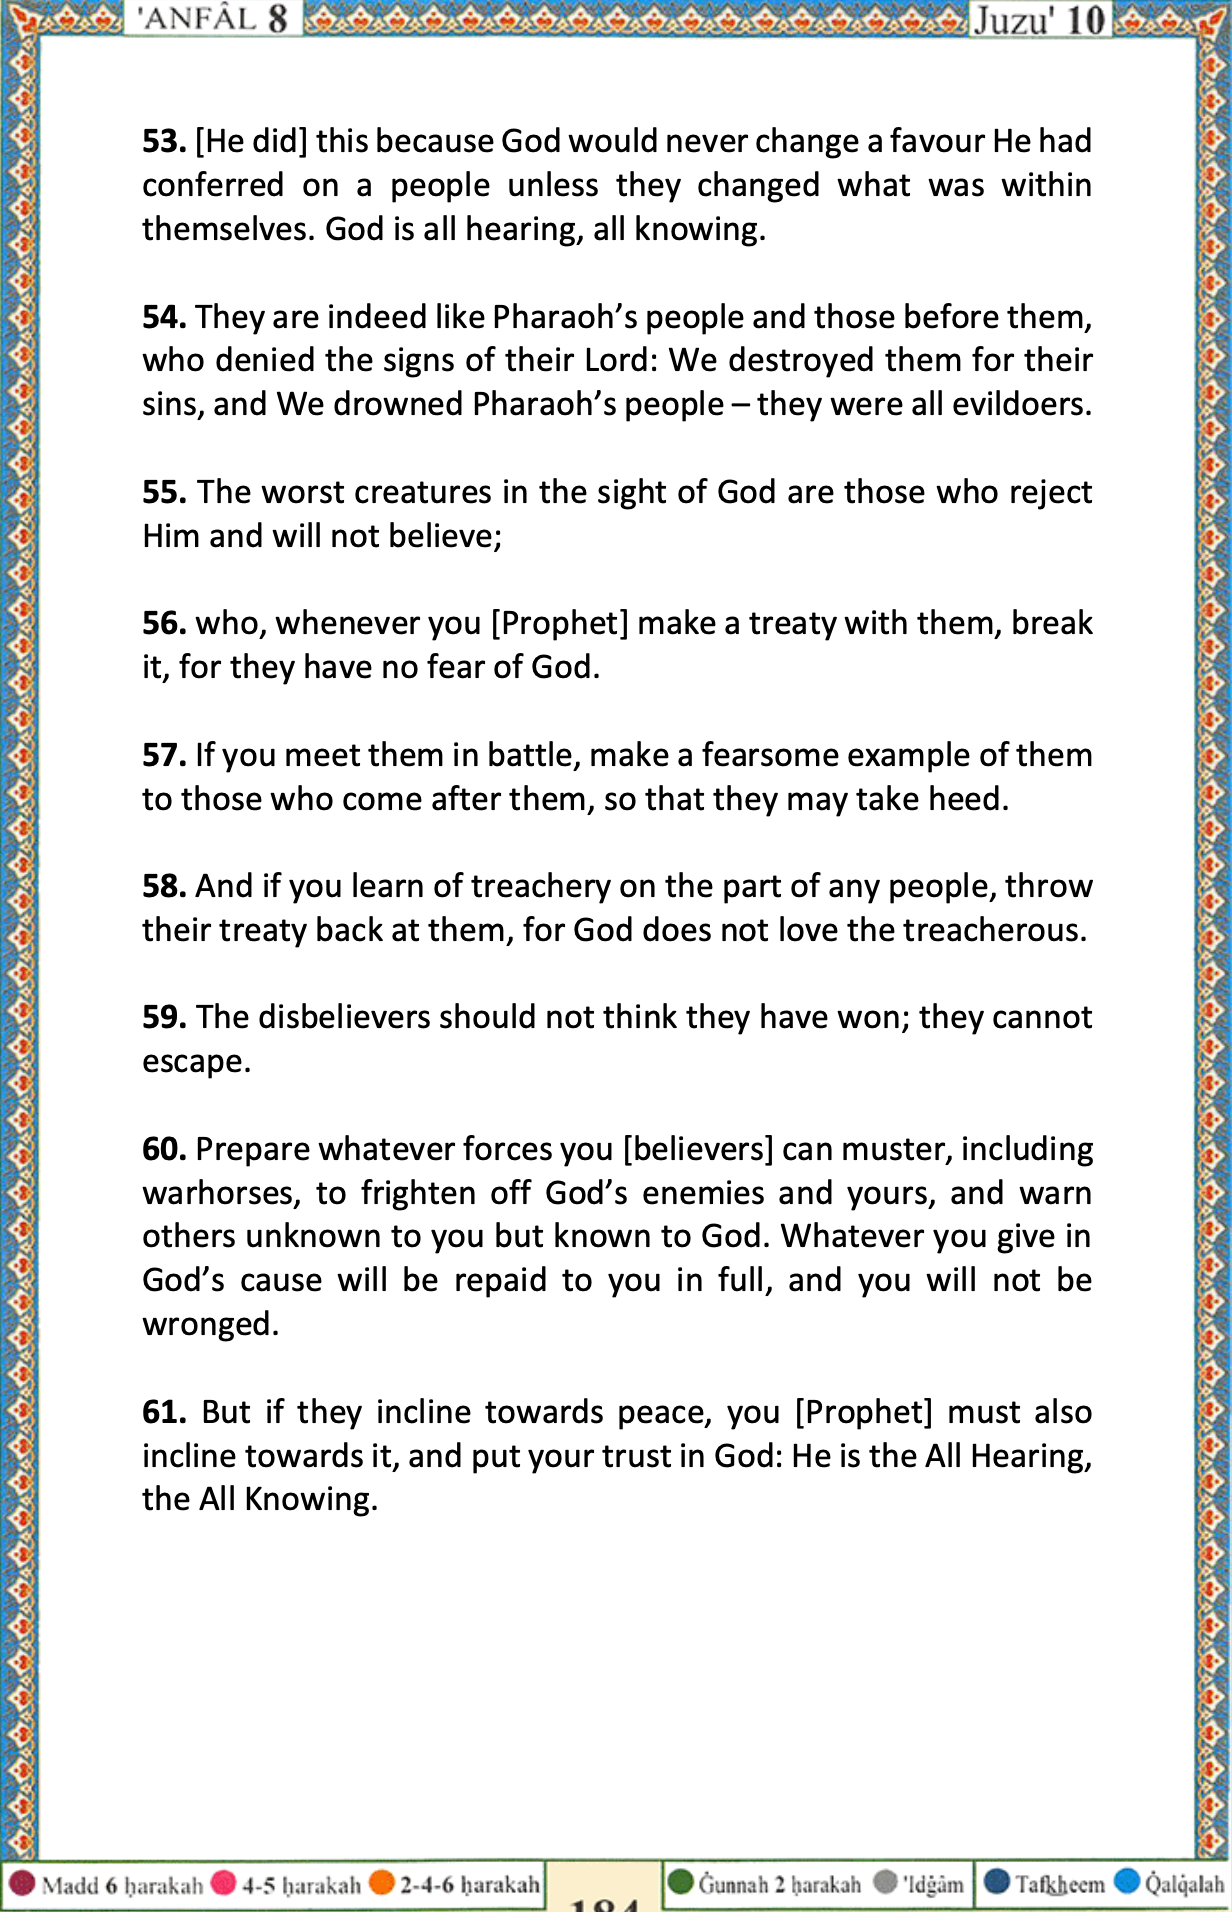 'ANFÂL 8
Juzu' 10
53. [He did] this because God would never change a favour He had
conferred on a people unless they changed what was within
themselves. God is all hearing, all knowing.
54. They are indeed like Pharaoh’s people and those before them,
who denied the signs of their Lord: We destroyed them for their
sins, and We drowned Pharaoh’s people – they were all evildoers.
55. The worst creatures in the sight of God are those who reject
Him and will not believe;
56. who, whenever you [Prophet] make a treaty with them, break
it, for they have no fear of God.
57. If you meet them in battle, make a fearsome example of them
to those who come after them, so that they may take heed.
58. And if you learn of treachery on the part of any people, throw
their treaty back at them, for God does not love the treacherous.
59. The disbelievers should not think they have won; they cannot
escape.
60. Prepare whatever forces you [believers] can muster, including
warhorses, to frighten off God’s enemies and yours, and warn
others unknown to you but known to God. Whatever you give in
God’s cause will be repaid to you in full, and you will not be
wronged.
61. But if they incline towards peace, you [Prophet] must also
incline towards it, and put your trust in God: He is the All Hearing,
the All Knowing.
Madd 6 ḥarakah 4-5 ḥarakah 2-4-6 ḥarakah
184
Ġunnah 2 ḥarakah 'Idġâm
Tafkheem Q̇alq̇alah